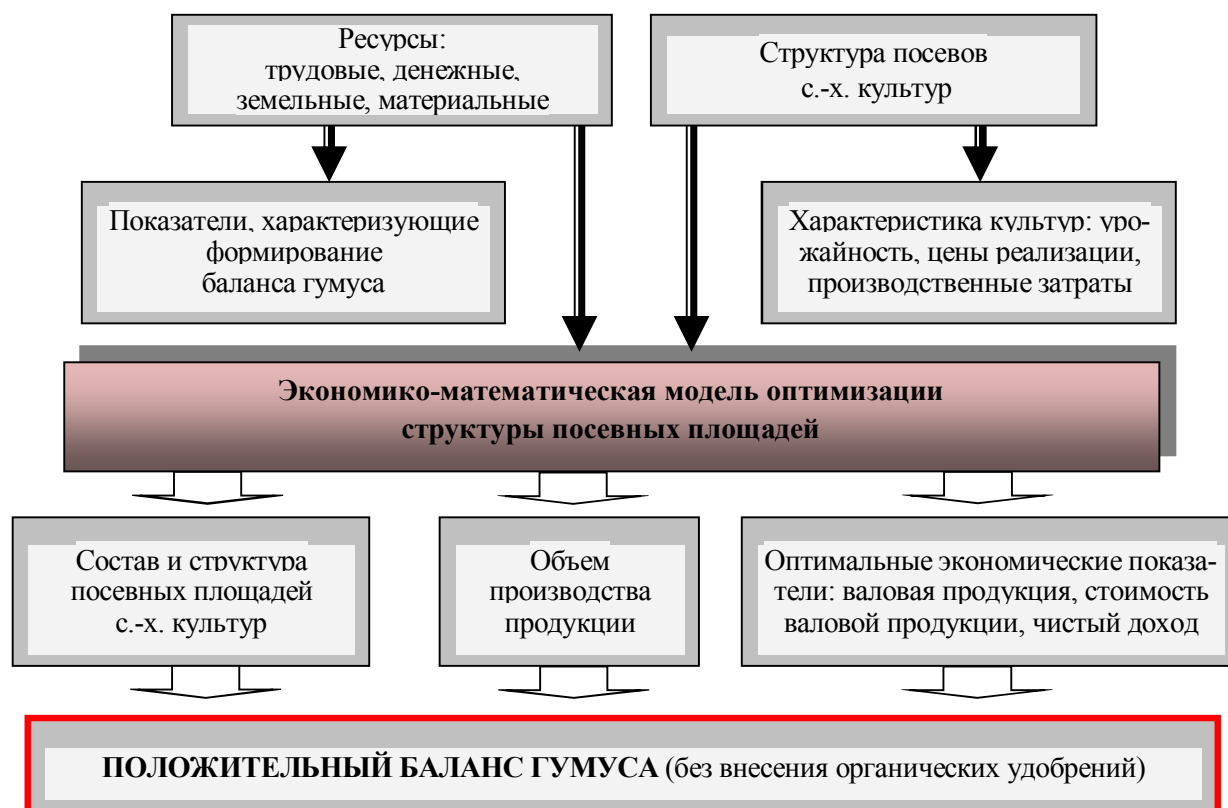 Ресурсы:
трудовые, денежные,
земельные, материальные
Структура посевов
с.-х. культур
Показатели, характеризующие
формирование
баланса гумуса
Характеристика культур: уро-
жайность, цены реализации,
производственные затраты
Экономико-математическая модель оптимизации
структуры посевных площадей
Состав и структура
посевных площадей
с.-х. культур
Объем
производства
продукции
Оптимальные экономические показа-
тели: валовая продукция, стоимость
валовой продукции, чистый доход
ПОЛОЖИТЕЛЬНЫЙ БАЛАНС ГУМУСА (без внесения органических удобрений)